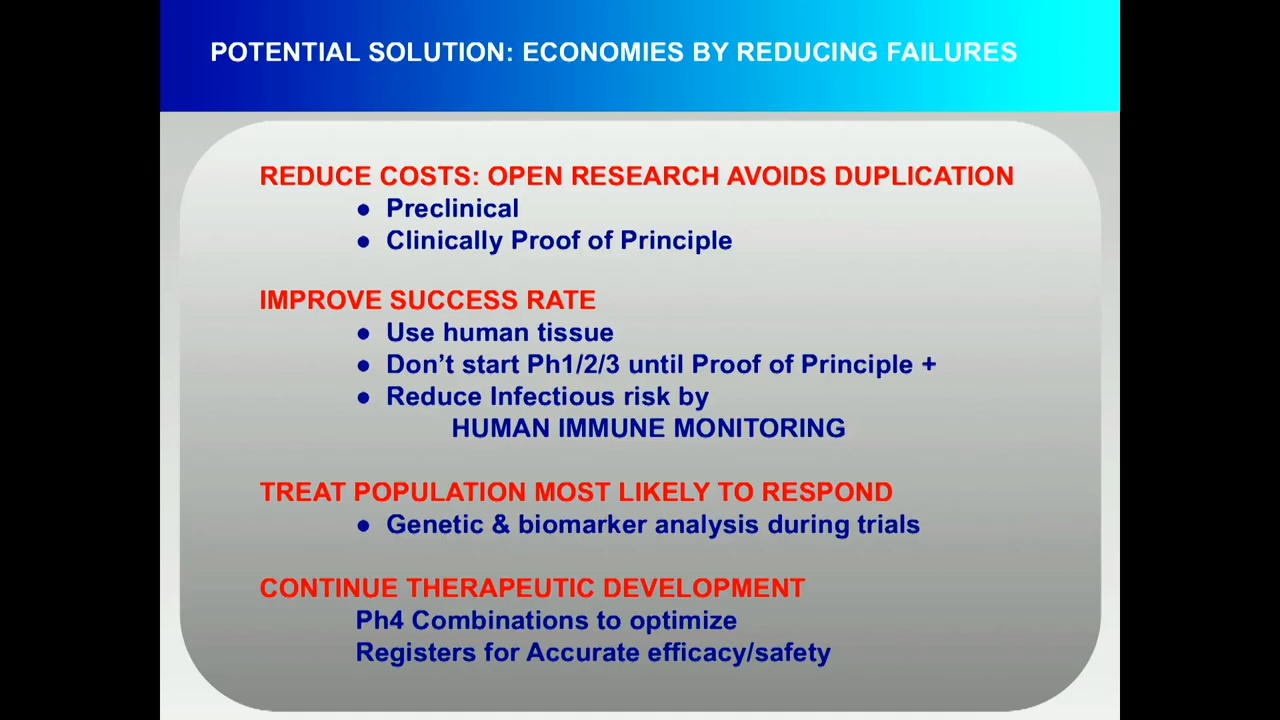 POTENTIAL SOLUTION: ECONOMIES BY REDUCING FAILURES
REDUCE COSTS: OPEN RESEARCH AVOIDS DUPLICATION
● Preclinical
● Clinically Proof of Principle
IMPROVE SUCCESS RATE
● Use human tissue
● Don’t start Ph1/2/3 until Proof of Principle +
● Reduce Infectious risk by
HUMAN IMMUNE MONITORING
TREAT POPULATION MOST LIKELY TO RESPOND
● Genetic & biomarker analysis during trials
CONTINUE THERAPEUTIC DEVELOPMENT
Ph4 Combinations to optimize
Registers for Accurate efficacy/safety